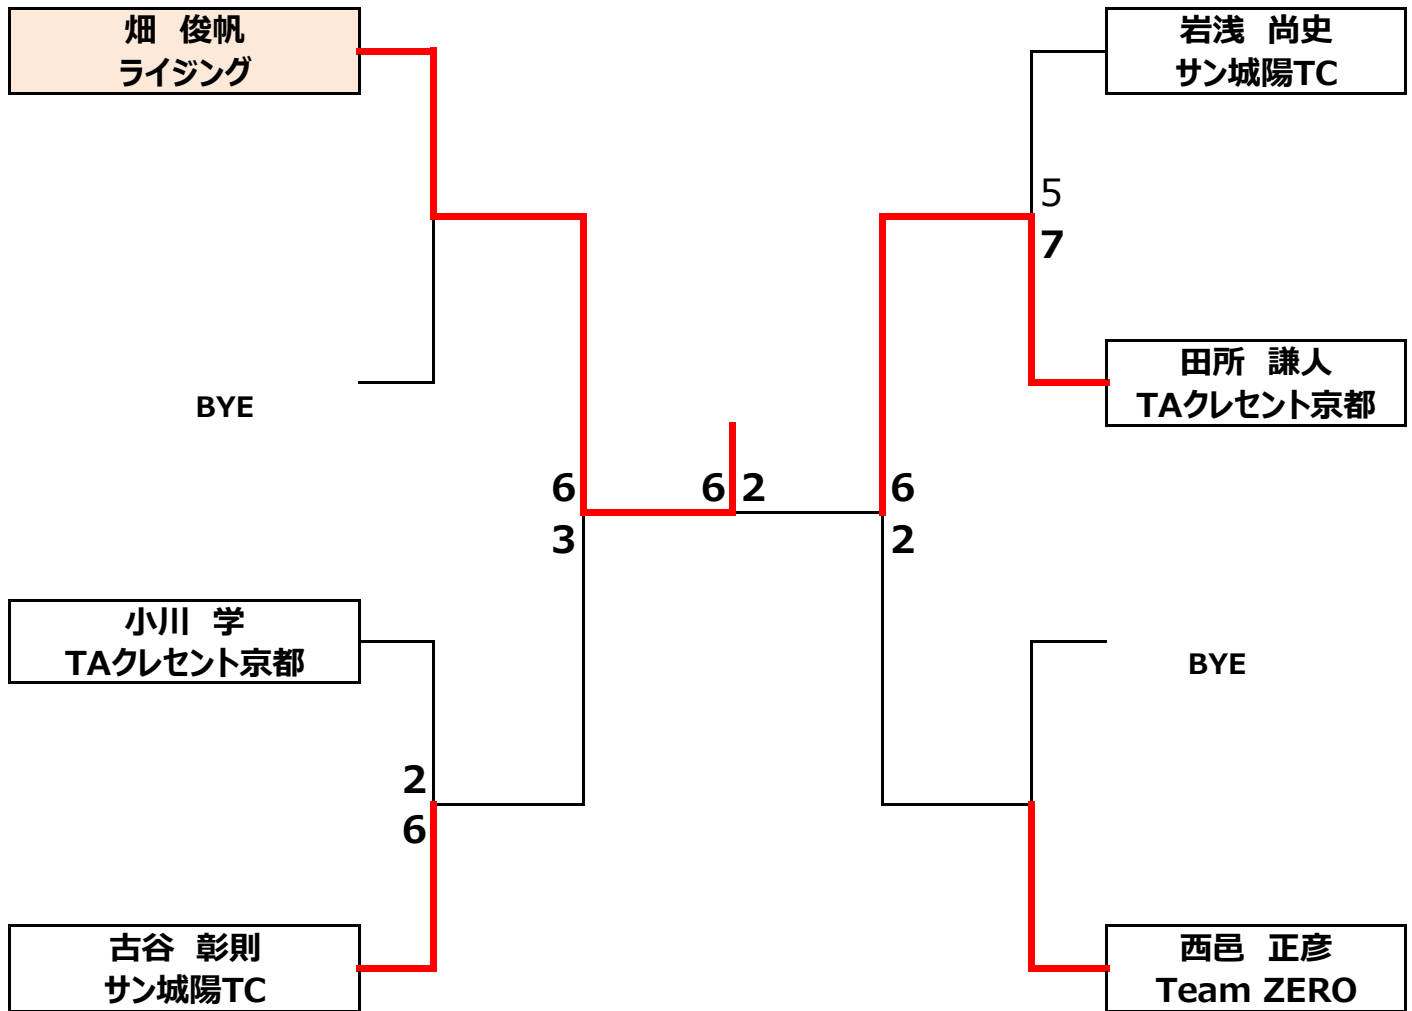 畑　俊帆
ライジング
BYE
小川　学
TAクレセント京都
古谷　彰則
サン城陽TC
2
6
6
3
6 2
6
2
岩浅　尚史
サン城陽TC
5
7
田所　謙人
TAクレセント京都
BYE
西邑　正彦
Team ZERO